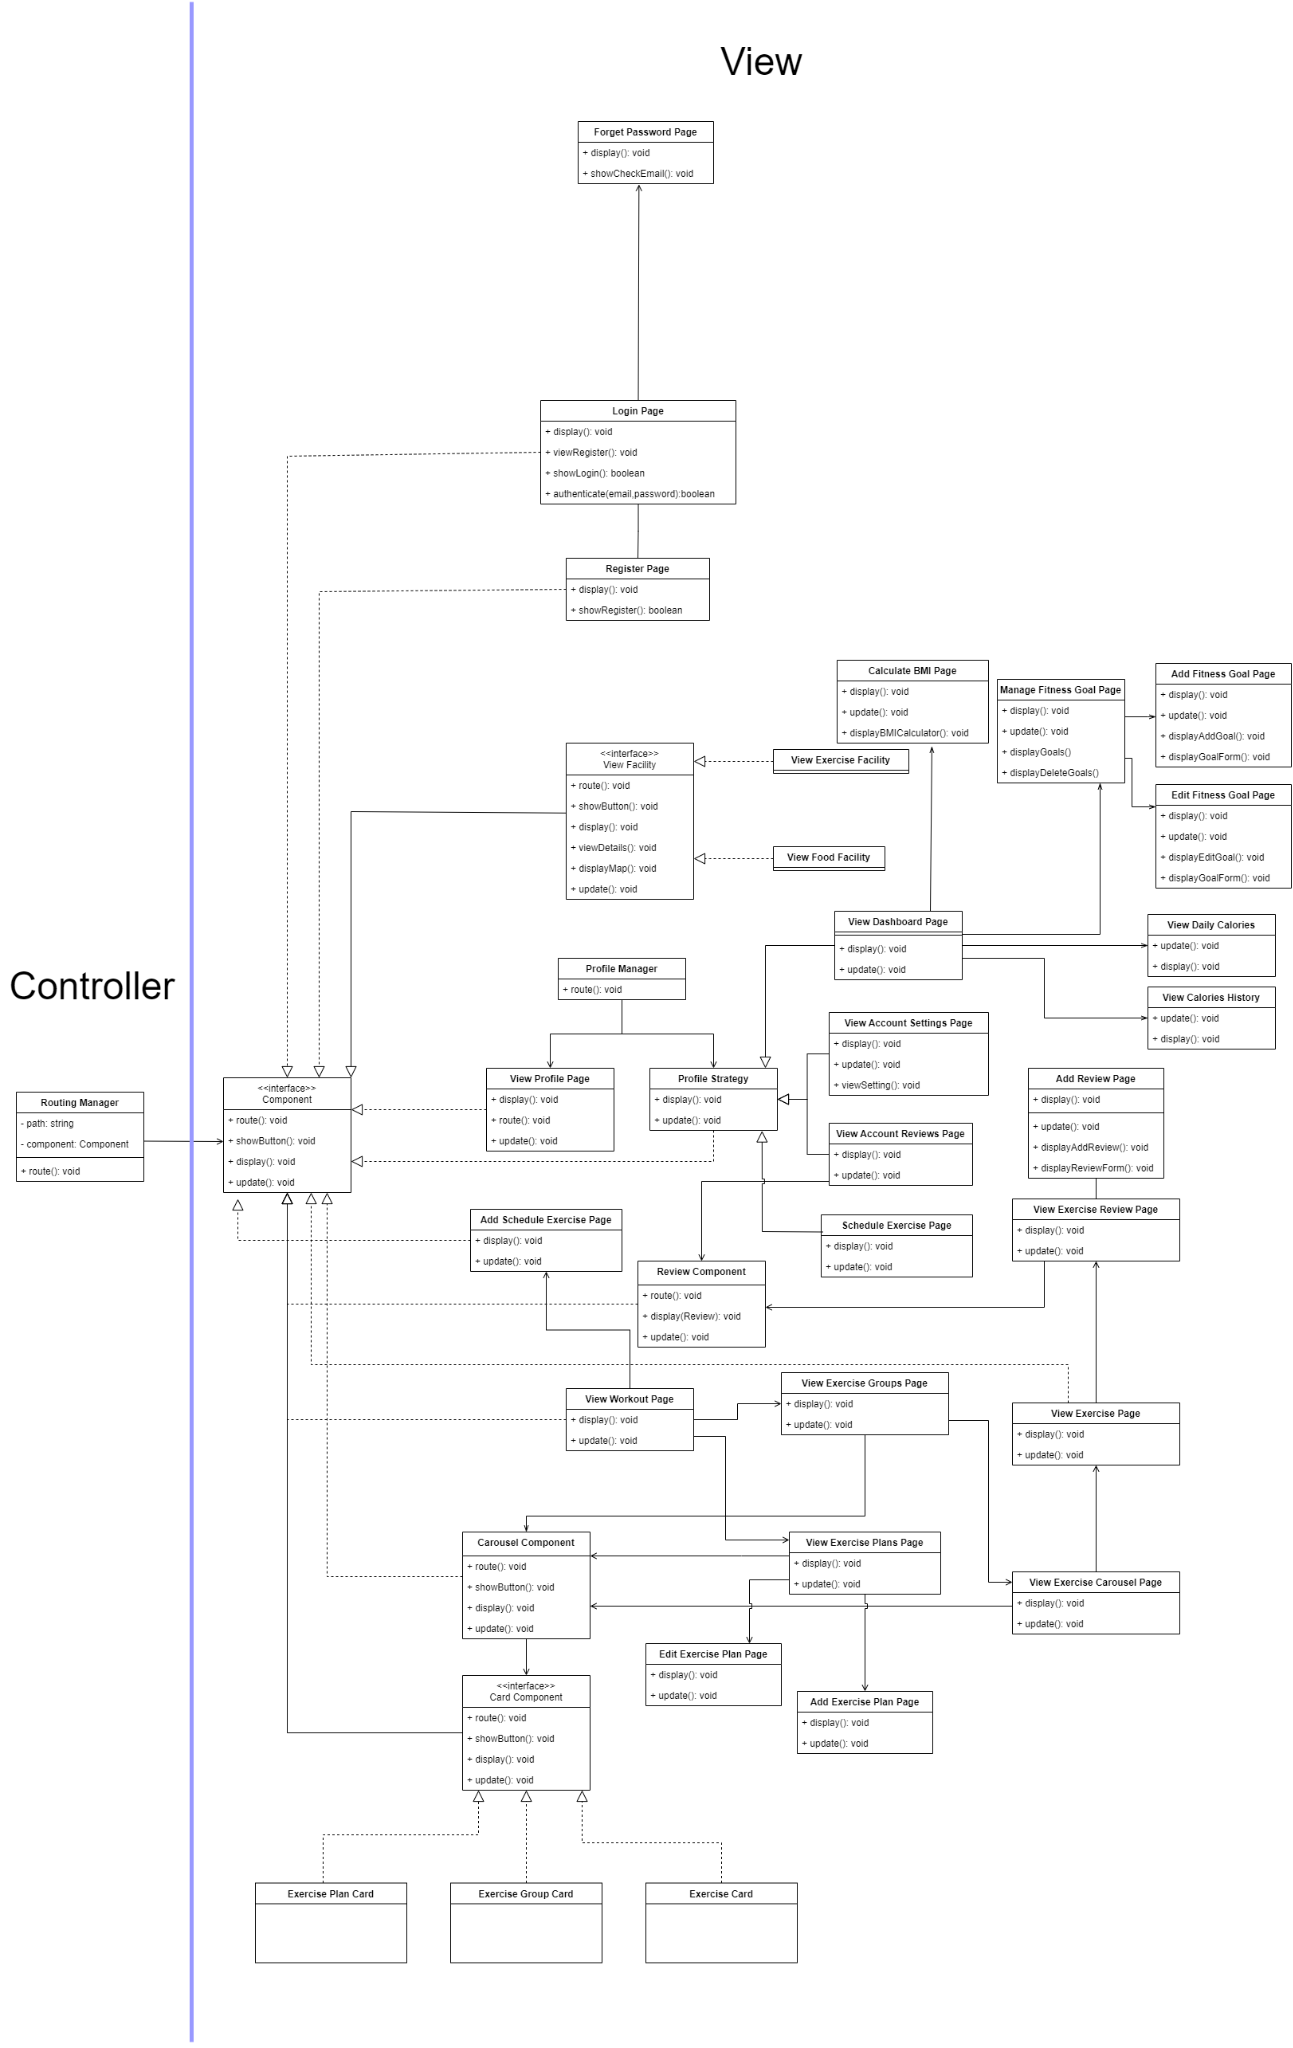 View
Controller
Forget Password Page
+ display(): void
+ showCheckEmail(): void
Login Page
+ display(): void
+ viewRegister(): void
+ showLogin(): boolean
+ authenticate(email,password):boolean
Register Page
+ display(): void
+ showRegister(): boolean
Calculate BMI Page
+ display(): void
+ update(): void
+ displayBMICalculator(): void
Manage Fitness Goal Page
+ display(): void
+ update(): void
+ displayGoals()
+ displayDeleteGoals()
Add Fitness Goal Page
+ display(): void
+ update(): void
+ displayAddGoal(): void
+ displayGoalForm(): void
Edit Fitness Goal Page
+ display(): void
+ update(): void
+ displayEditGoal(): void
+ displayGoalForm(): void
<<interface>>
View Facility
+ route(): void
+ showButton(): void
+ display(): void
+ viewDetails(): void
+ displayMap(): void
+ update(): void
View Exercise Facility
View Food Facility
View Dashboard Page
+ display(): void
+ update(): void
View Daily Calories
+ update(): void
+ display(): void
View Calories History
+ update(): void
+ display(): void
Profile Manager
+ route(): void
View Account Settings Page
+ display(): void
+ update(): void
+ viewSetting(): void
View Profile Page
+ display(): void
+ route(): void
+ update(): void
Profile Strategy
+ display(): void
+ update(): void
Add Review Page
+ display(): void
+ update(): void
+ displayAddReview(): void
+ displayReviewForm(): void
Routing Manager
- path: string
- component: Component
+ route(): void
<<interface>>
Component
+ route(): void
+ showButton(): void
+ display(): void
+ update(): void
View Account Reviews Page
+ display(): void
+ update(): void
Add Schedule Exercise Page
+ display(): void
+ update(): void
Schedule Exercise Page
+ display(): void
+ update(): void
View Exercise Review Page
+ display(): void
+ update(): void
Review Component
+ route(): void
+ display(Review): void
+ update(): void
View Workout Page
+ display(): void
+ update(): void
View Exercise Groups Page
+ display(): void
+ update(): void
View Exercise Page
+ display(): void
+ update(): void
Carousel Component
+ route(): void
+ showButton(): void
+ display(): void
+ update(): void
View Exercise Plans Page
+ display(): void
+ update(): void
View Exercise Carousel Page
+ display(): void
+ update(): void
Edit Exercise Plan Page
+ display(): void
+ update(): void
Add Exercise Plan Page
+ display(): void
+ update(): void
<<interface>>
Card Component
+ route(): void
+ showButton(): void
+ display(): void
+ update(): void
Exercise Plan Card
Exercise Group Card
Exercise Card